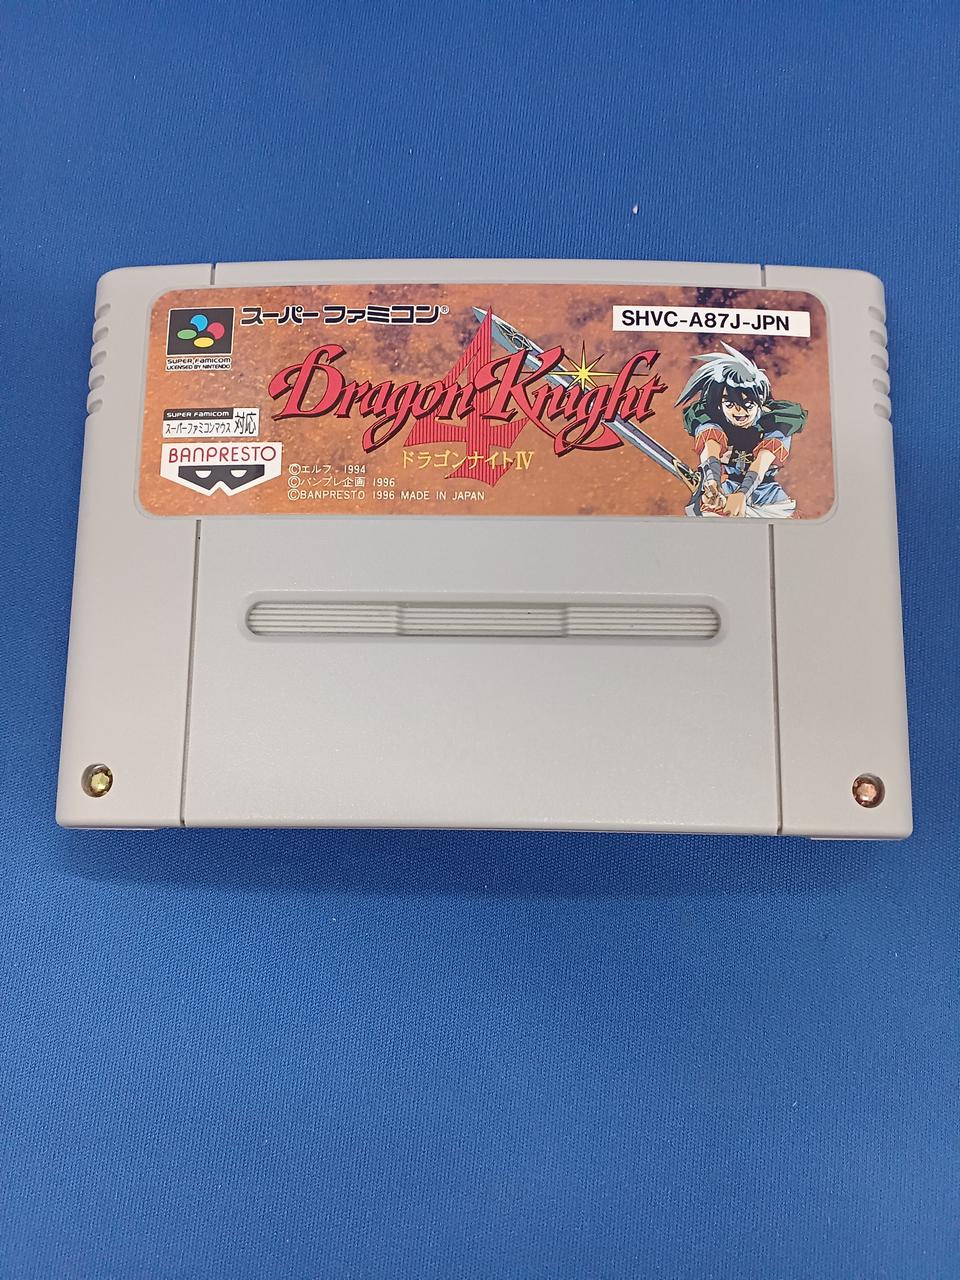 スーパーファミコン®
SHVC-A87J-JPN
SUPER FAMICOM
LICENSED BY NINTENDO
Dragon Knight
4
ドラゴンナイトⅣ
SUPER FAMICOM
スーパーファミコンマウス 対応
BANPRESTO
©エルフ. 1994
©バンプレ企画 1996
©BANPRESTO 1996 MADE IN JAPAN